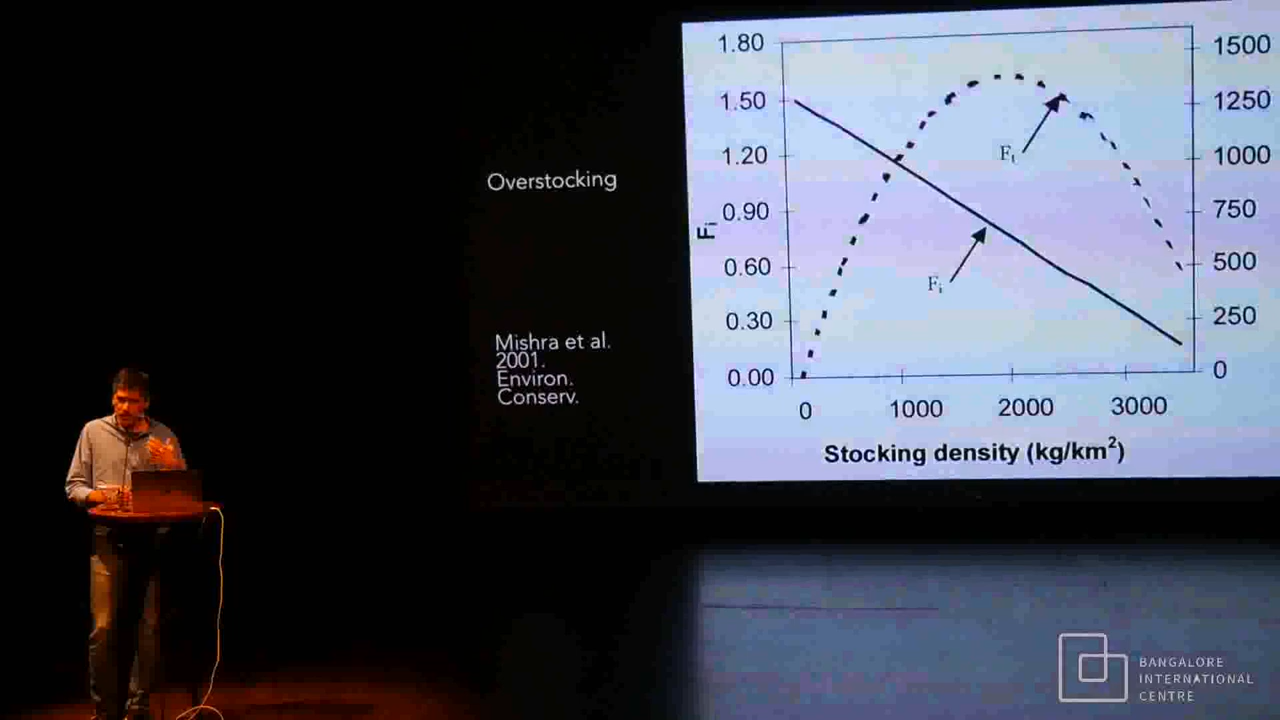 Overstocking
Mishra et al.
2001.
Environ.
Conserv.
1.80
1.50
1.20
0.90
0.60
0.30
0.00
Fi
1500
1250
1000
750
500
250
0
Ft
Fi
0 1000 2000 3000
Stocking density (kg/km²)
BANGALORE
INTERNATIONAL
CENTRE